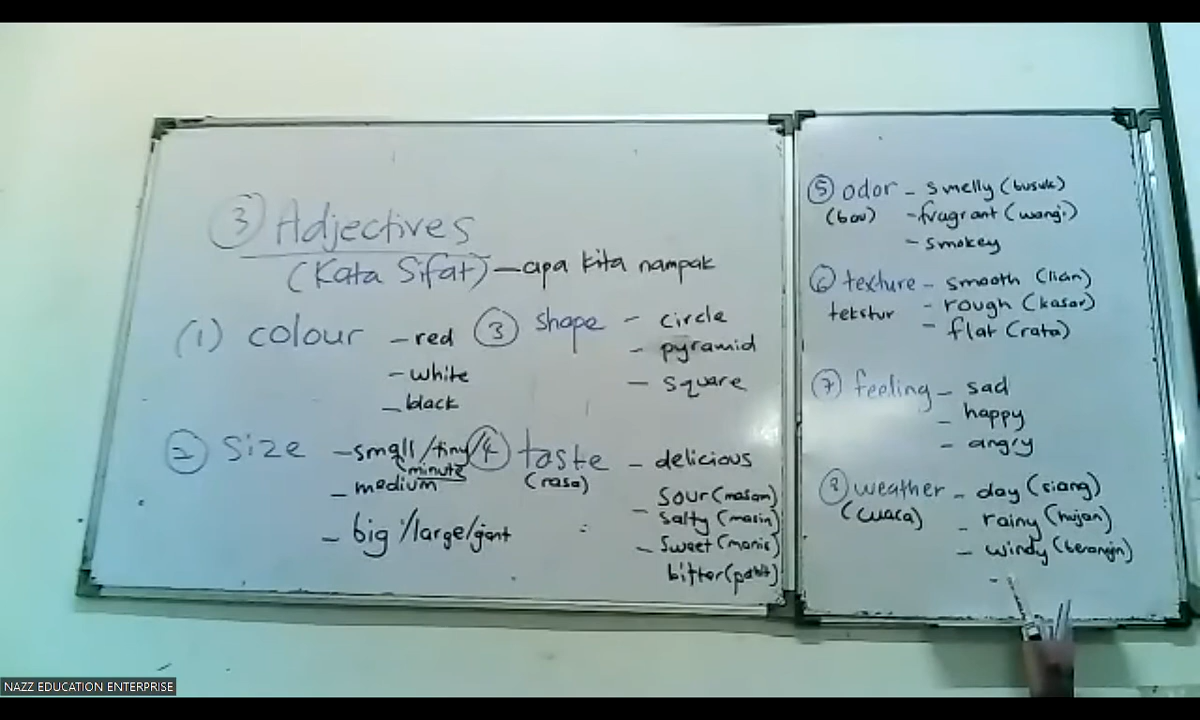 ③ Adjectives
(Kata Sifat) – apa kita nampak
(1) colour – red
– white
– black
② Size – small/tiny/
(minute
– medium
– big /large/giant
③ shape – circle
– pyramid
– square
④ taste – delicious
(rasa)
– Sour (masam)
Salty (masin)
– Sweet (manis)
bitter (pahit)
⑤ odor – smelly (busuk)
(bau) – fragrant (wangi)
– smokey
⑥ texture – smooth (lian)
tekstur – rough (kasar)
– flat (rata)
⑦ feeling – sad
– happy
– angry
⑧ weather – day (siang)
(cuaca) – rainy (hujan)
– windy (berangin)
NAZZ EDUCATION ENTERPRISE